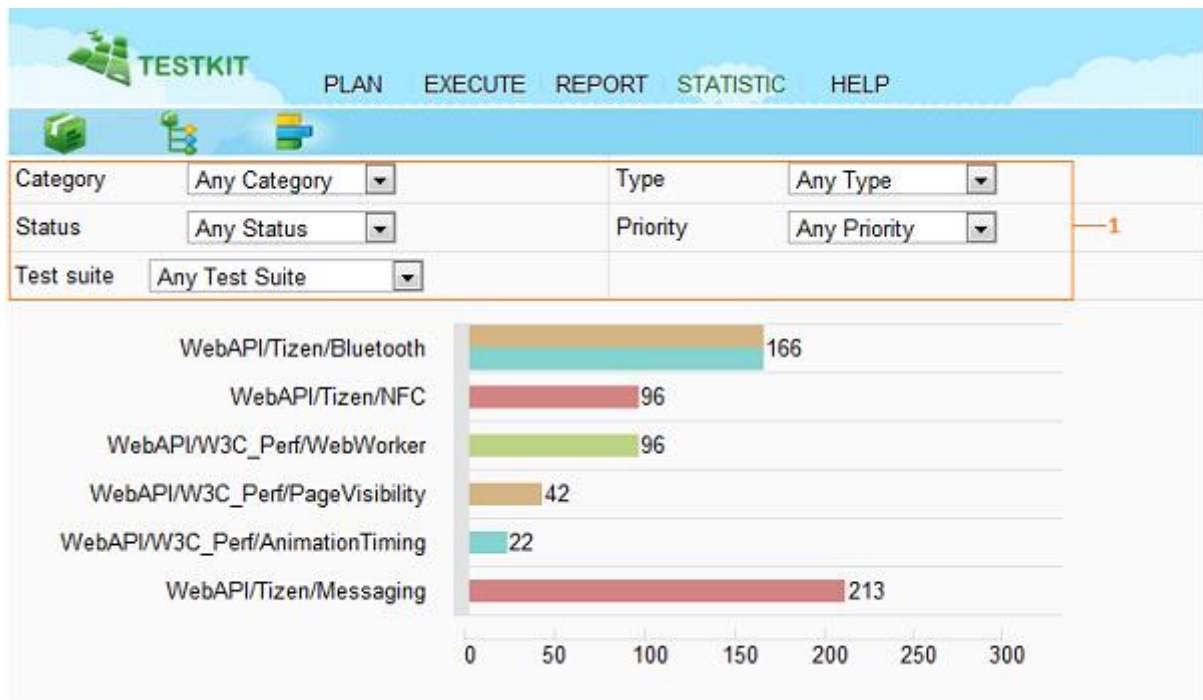 TESTKIT
PLAN EXECUTE REPORT STATISTIC HELP
Category Any Category Type Any Type
Status Any Status Priority Any Priority
1
Test suite Any Test Suite
WebAPI/Tizen/Bluetooth 166
WebAPI/Tizen/NFC 96
WebAPI/W3C_Perf/WebWorker 96
WebAPI/W3C_Perf/PageVisibility 42
WebAPI/W3C_Perf/AnimationTiming 22
WebAPI/Tizen/Messaging 213
0 50 100 150 200 250 300